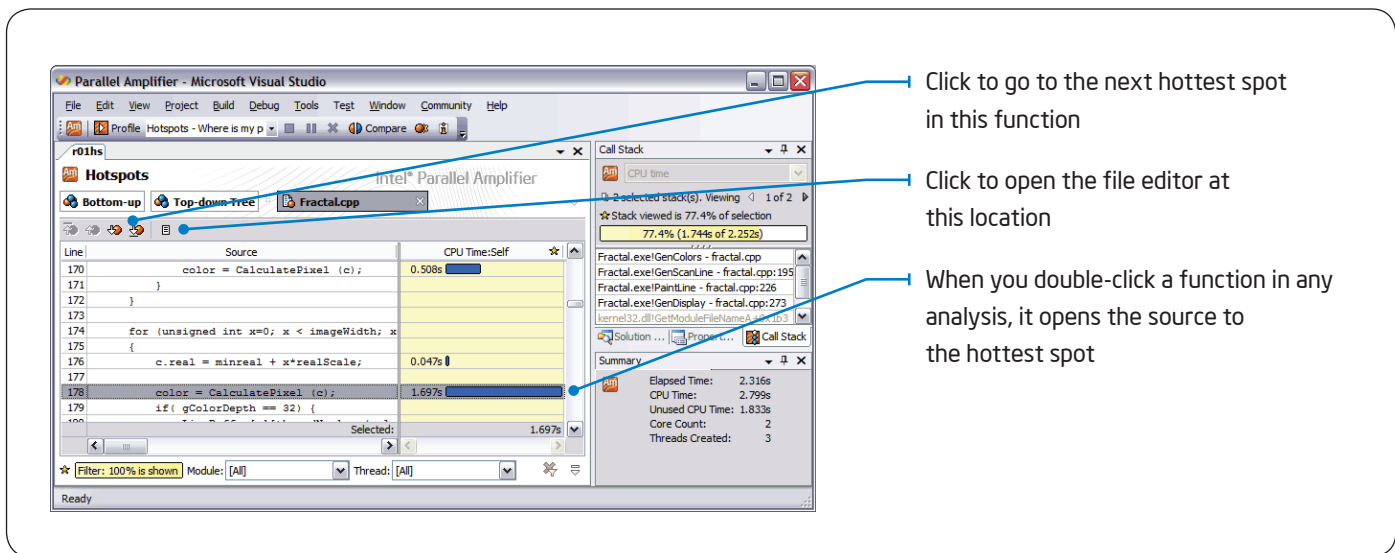 Parallel Amplifier - Microsoft Visual Studio
File Edit View Project Build Debug Tools Test Window Community Help
Am Profile Hotspots - Where is my p Compare
r01hs
Am Hotspots
Intel® Parallel Amplifier
Bottom-up Top-down Tree Fractal.cpp
Line Source CPU Time:Self
170 color = CalculatePixel (c); 0.508s
171 }
172 }
173
174 for (unsigned int x=0; x < imageWidth; x
175 {
176 c.real = minreal + x*realScale; 0.047s
177
178 color = CalculatePixel (c); 1.697s
179 if( gColorDepth == 32) {
Selected: 1.697s
Filter: 100% is shown Module: [All] Thread: [All]
Ready
Call Stack
Am CPU time
2 selected stack(s). Viewing 1 of 2
Stack viewed is 77.4% of selection
77.4% (1.744s of 2.252s)
Fractal.exe!GenColors - fractal.cpp
Fractal.exe!GenScanLine - fractal.cpp:195
Fractal.exe!PaintLine - fractal.cpp:226
Fractal.exe!GenDisplay - fractal.cpp:273
Solution ... Propert... Call Stack
Summary
Am Elapsed Time: 2.316s
CPU Time: 2.799s
Unused CPU Time: 1.833s
Core Count: 2
Threads Created: 3
Click to go to the next hottest spot
in this function
Click to open the file editor at
this location
When you double-click a function in any
analysis, it opens the source to
the hottest spot